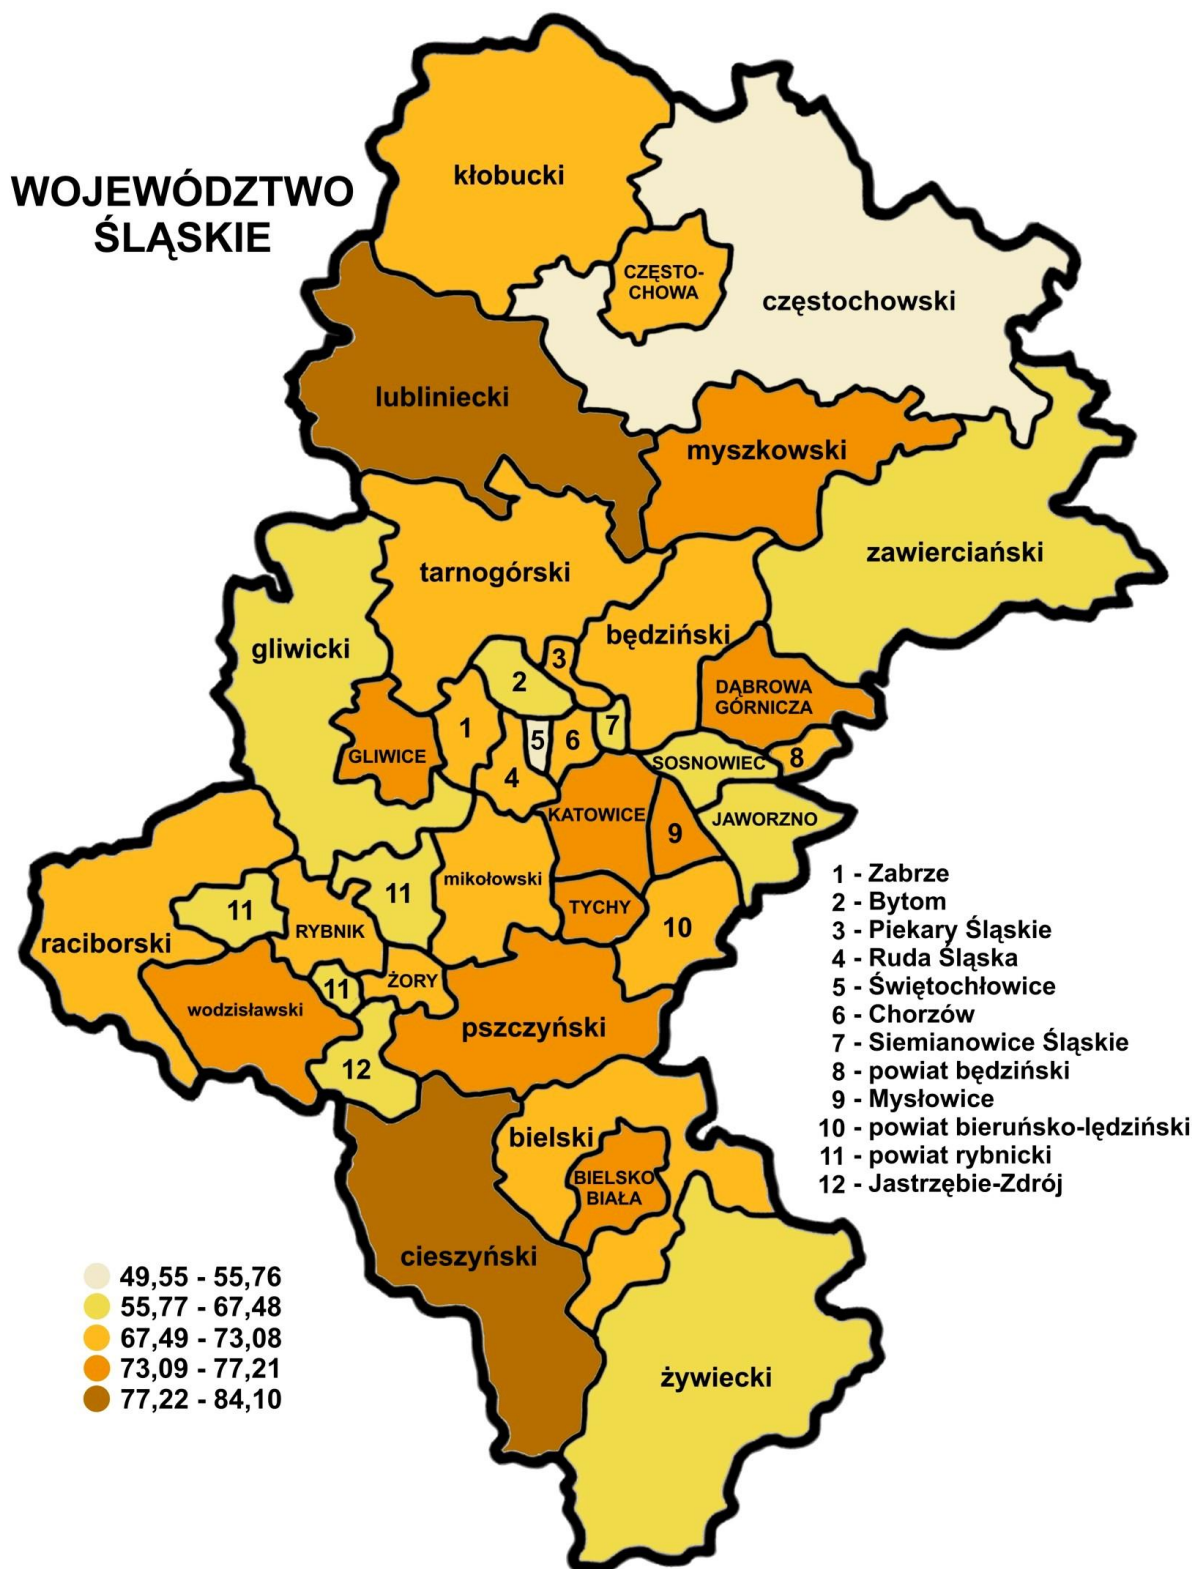 WOJEWÓDZTWO
ŚLĄSKIE
kłobucki
CZĘSTO-
CHOWA
częstochowski
lubliniecki
myszkowski
zawierciański
tarnogórski
będziński
gliwicki
3
2
DĄBROWA
GÓRNICZA
1
7
5
6
GLIWICE
8
SOSNOWIEC
4
KATOWICE
JAWORZNO
9
mikołowski
11
11
TYCHY
10
RYBNIK
raciborski
ŻORY
11
wodzisławski
pszczyński
12
bielski
BIELSKO
BIAŁA
cieszyński
żywiecki
1 - Zabrze
2 - Bytom
3 - Piekary Śląskie
4 - Ruda Śląska
5 - Świętochłowice
6 - Chorzów
7 - Siemianowice Śląskie
8 - powiat będziński
9 - Mysłowice
10 - powiat bieruńsko-lędziński
11 - powiat rybnicki
12 - Jastrzębie-Zdrój
49,55 - 55,76
55,77 - 67,48
67,49 - 73,08
73,09 - 77,21
77,22 - 84,10